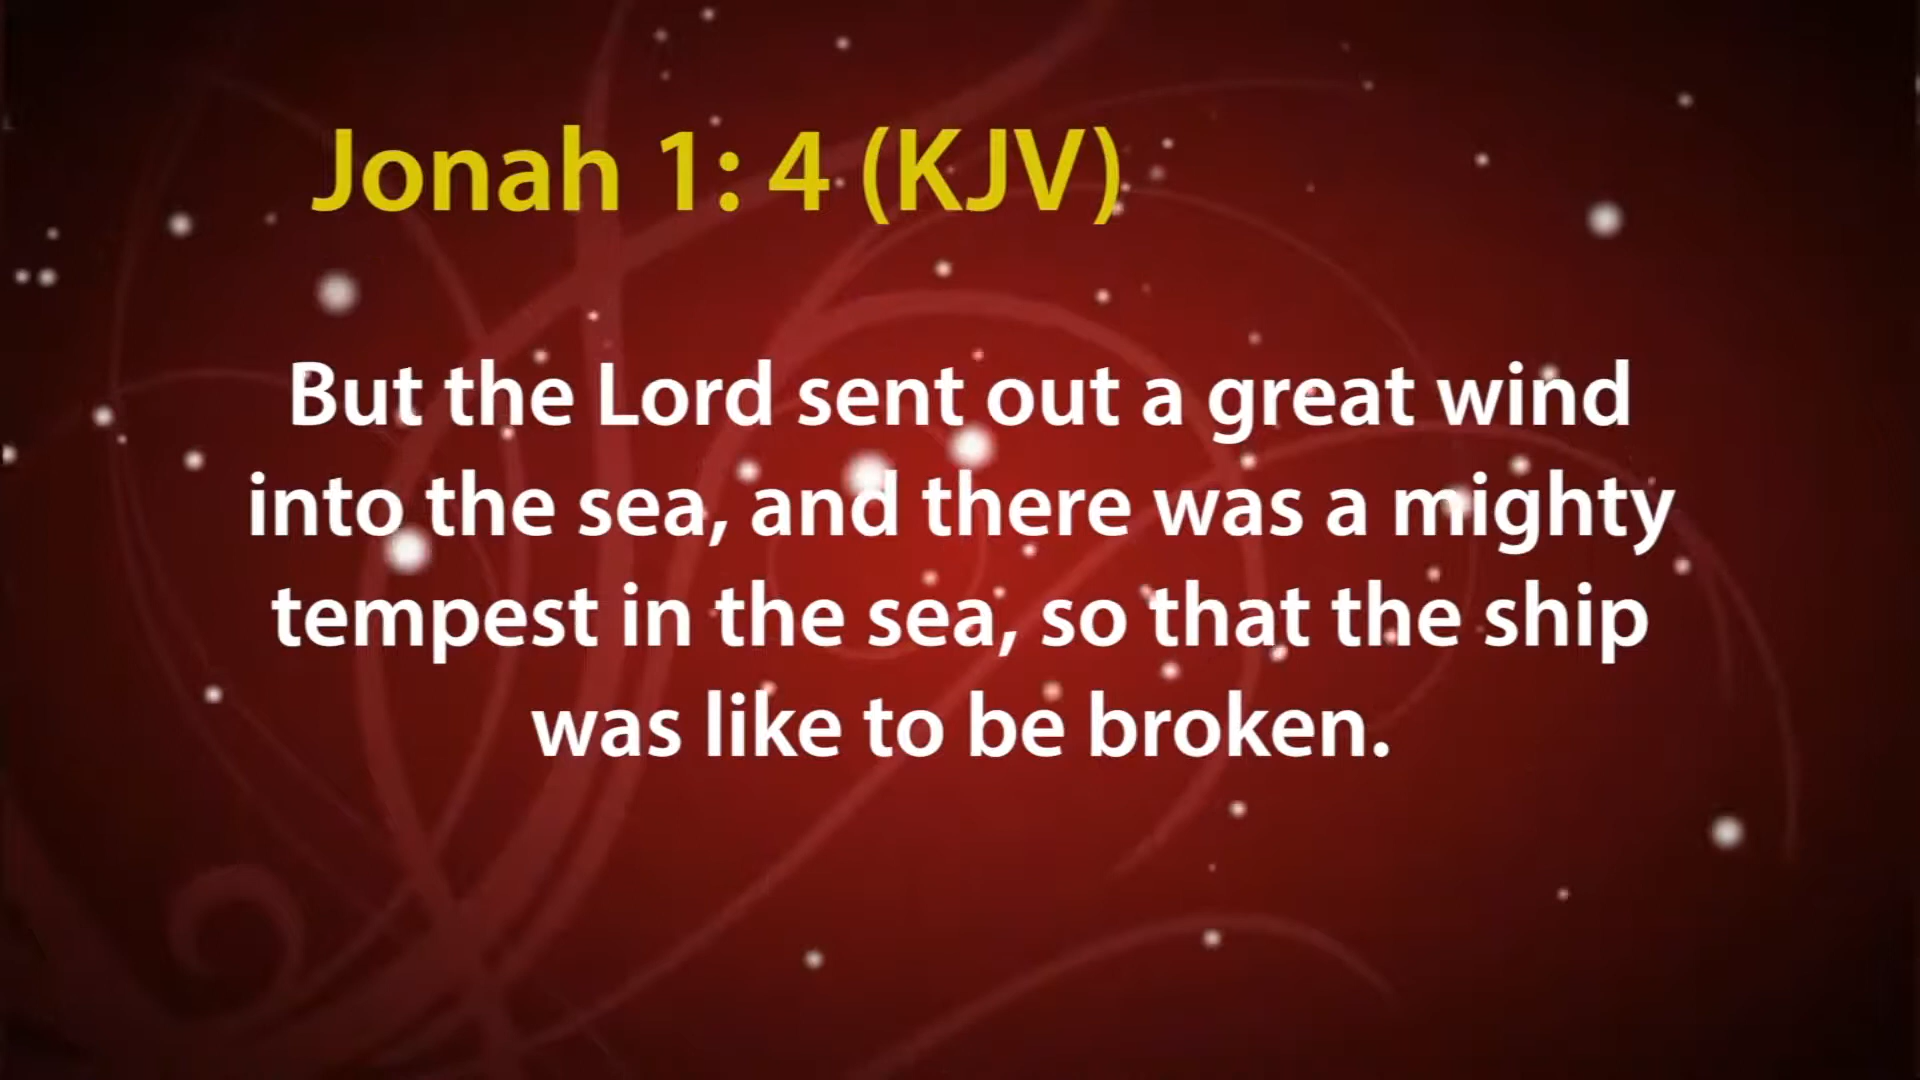 Jonah 1: 4 (KJV)
But the Lord sent out a great wind
into the sea, and there was a mighty
tempest in the sea, so that the ship
was like to be broken.